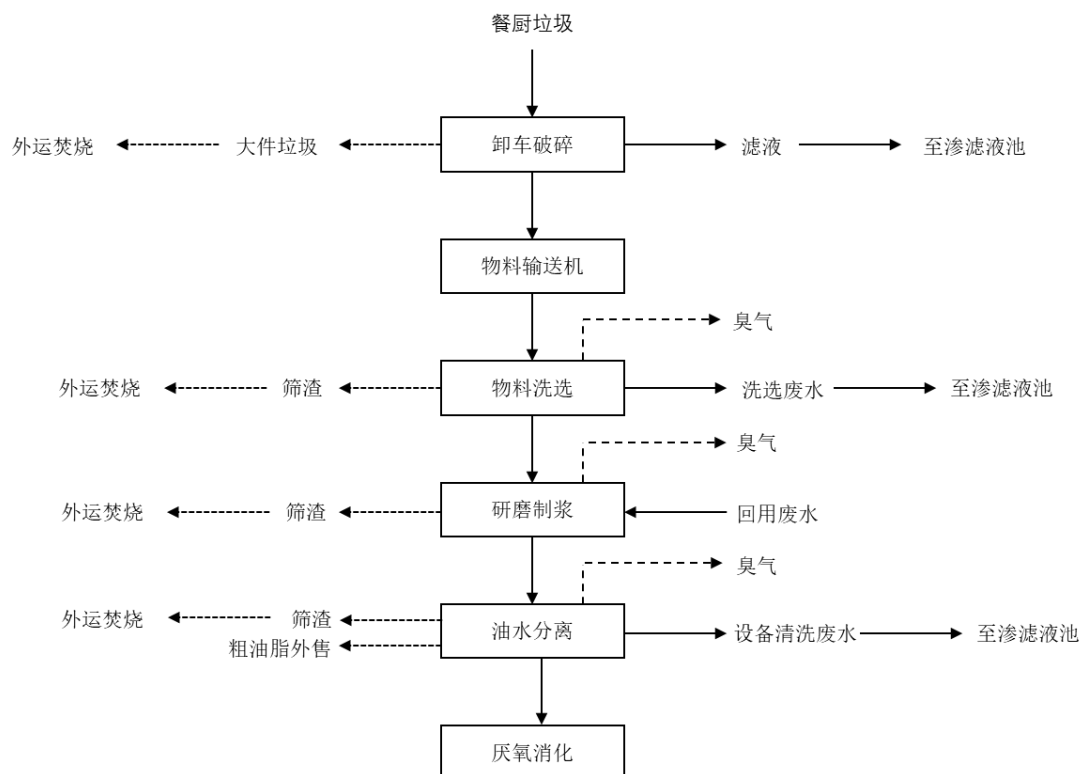 餐厨垃圾
外运焚烧
大件垃圾
卸车破碎
滤液
至渗滤液池
物料输送机
臭气
外运焚烧
筛渣
物料洗选
洗选废水
至渗滤液池
臭气
外运焚烧
筛渣
研磨制浆
回用废水
臭气
外运焚烧
筛渣
粗油脂外售
油水分离
设备清洗废水
至渗滤液池
厌氧消化